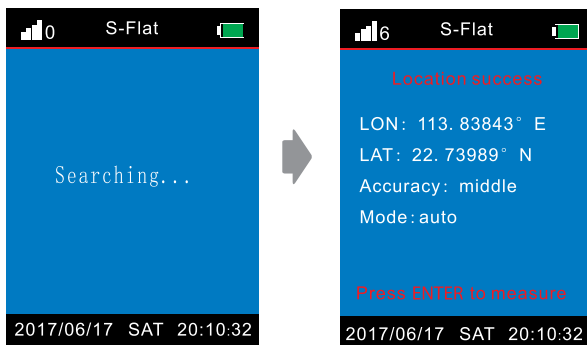 0 S-Flat
Searching...
2017/06/17 SAT 20:10:32
6 S-Flat
Location success
LON: 113.83843° E
LAT: 22.73989° N
Accuracy: middle
Mode:auto
Press ENTER to measure
2017/06/17 SAT 20:10:32